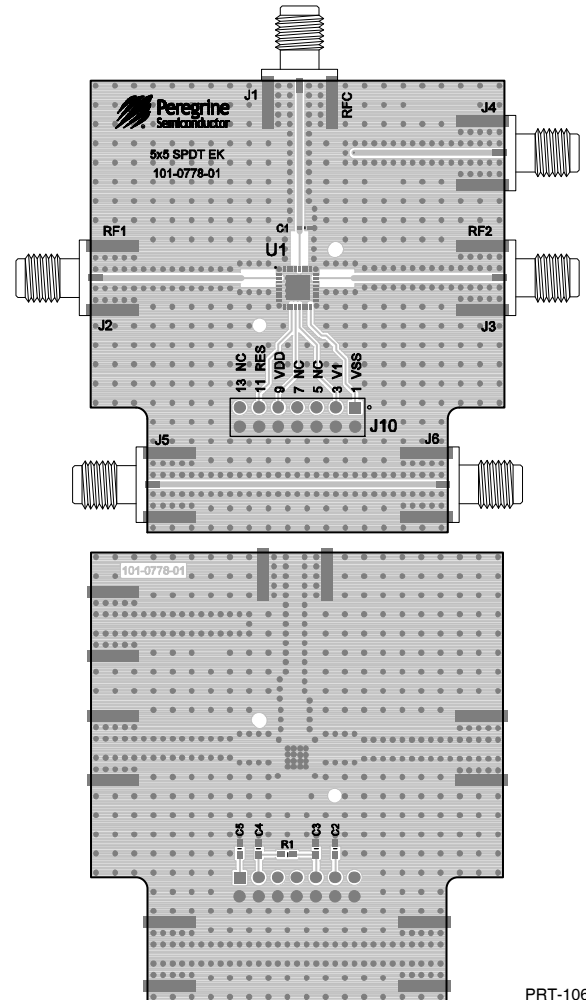 J1
RFC
J4
Peregrine
Semiconductor
5x5 SPDT EK
101-0778-01
C1
RF1
U1
RF2
J2
J3
13 NC
11 RES
9 VDD
7 NC
5 NC
3 V1
1 VSS
J10
J5
J6
101-0778-01
C5
C4
R1
C3
C2
PRT-106